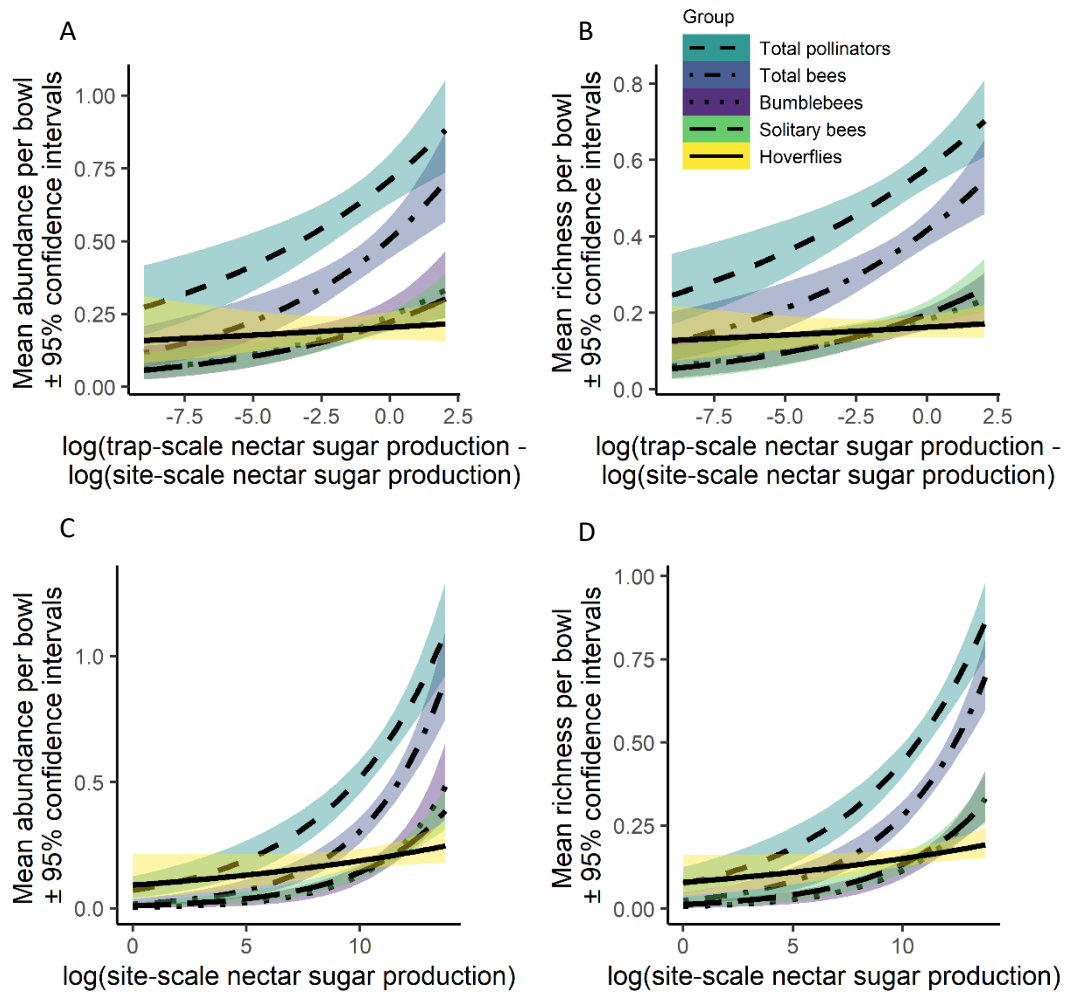 A
Mean abundance per bowl
± 95% confidence intervals
1.00
0.75
0.50
0.25
0.00
-7.5
-5.0
-2.5
0.0
2.5
log(trap-scale nectar sugar production -
log(site-scale nectar sugar production)
B
Group
Total pollinators
Total bees
Bumblebees
Solitary bees
Hoverflies
Mean richness per bowl
± 95% confidence intervals
0.8
0.6
0.4
0.2
0.0
-7.5
-5.0
-2.5
0.0
2.5
log(trap-scale nectar sugar production -
log(site-scale nectar sugar production)
C
Mean abundance per bowl
± 95% confidence intervals
1.0
0.5
0.0
0
5
10
log(site-scale nectar sugar production)
D
Mean richness per bowl
± 95% confidence intervals
1.00
0.75
0.50
0.25
0.00
0
5
10
log(site-scale nectar sugar production)